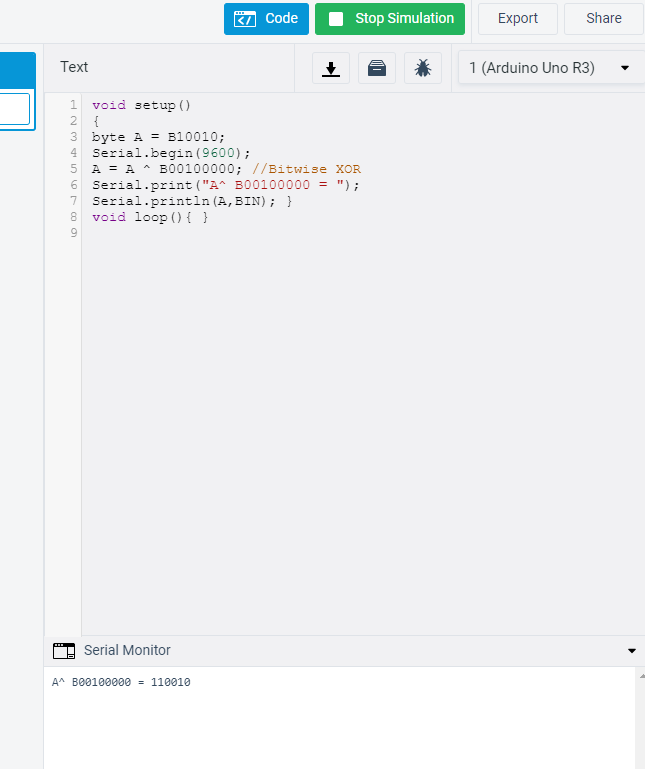 Code
Stop Simulation
Export
Share
Text
1 (Arduino Uno R3)
1 void setup()
2 {
3 byte A = B10010;
4 Serial.begin(9600);
5 A = A ^ B00100000; //Bitwise XOR
6 Serial.print("A^ B00100000 = ");
7 Serial.println(A,BIN); }
8 void loop(){ }
9
Serial Monitor
A^ B00100000 = 110010